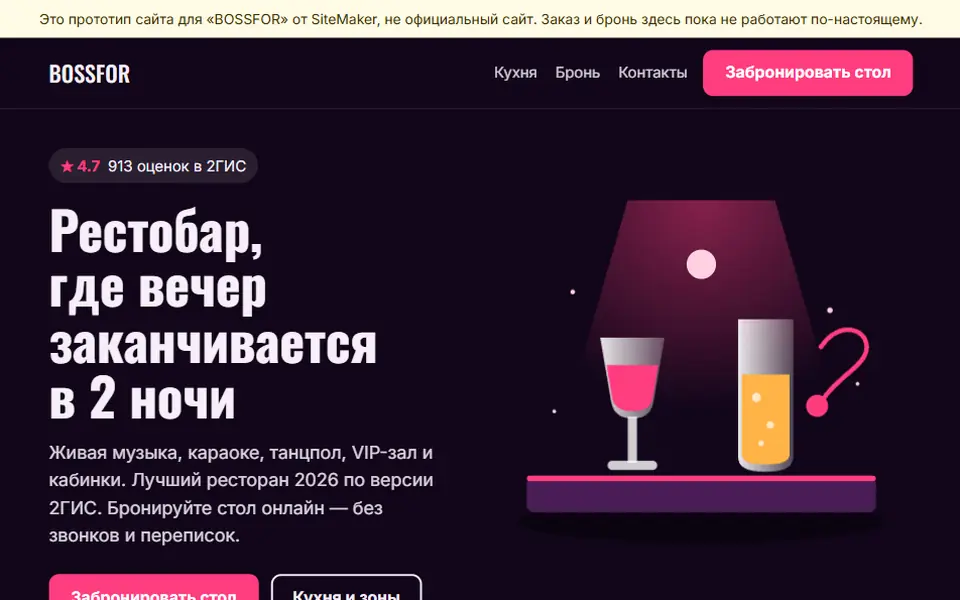 Это прототип сайта для «BOSSFOR» от SiteMaker, не официальный сайт. Заказ и бронь здесь пока не работают по-настоящему.
BOSSFOR
Кухня Бронь Контакты Забронировать стол
★ 4.7 913 оценок в 2ГИС
Рестобар,
где вечер
заканчивается
в 2 ночи
Живая музыка, караоке, танцпол, VIP-зал и
кабинки. Лучший ресторан 2026 по версии
2ГИС. Бронируйте стол онлайн — без
звонков и переписок.
Забронировать стол Кухня и зоны